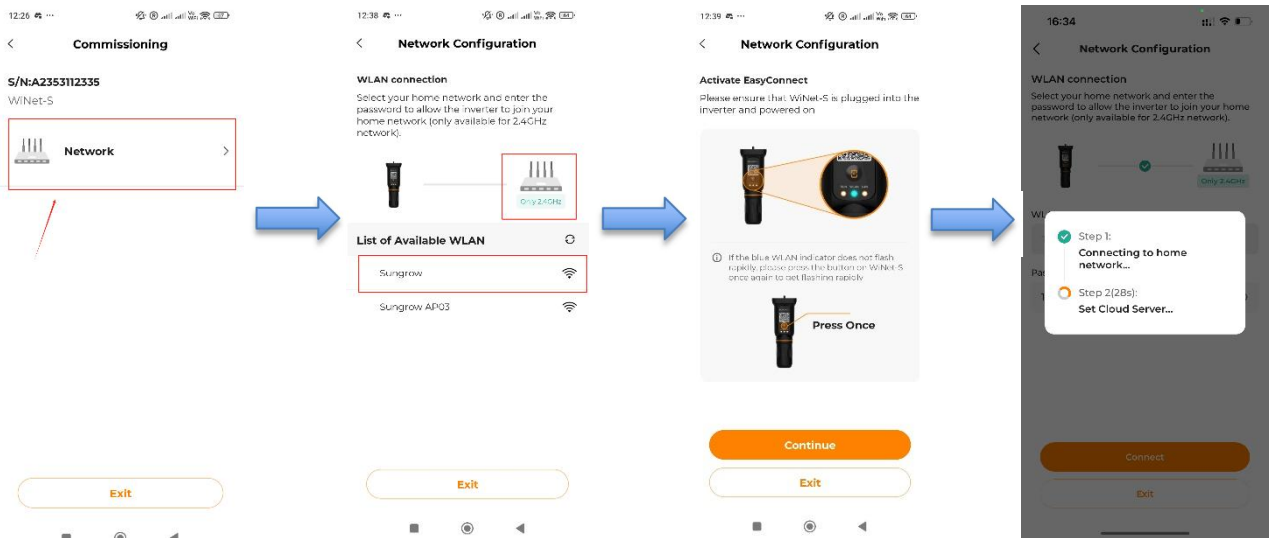 12:26
Commissioning
S/N:A2353112335
WiNet-S
Network
Exit
12:38
Network Configuration
WLAN connection
Select your home network and enter the
password to allow the inverter to join your
home network (only available for 2.4GHz
network).
Only 2.4GHz
List of Available WLAN
Sungrow
Sungrow AP03
Exit
12:39
Network Configuration
Activate EasyConnect
Please ensure that WiNet-S is plugged into the
inverter and powered on
If the blue WLAN indicator does not flash
rapidly, please press the button on WiNet-S
once again to get flashing rapidly
Press Once
Continue
Exit
16:34
Network Configuration
WLAN connection
Select your home network and enter the
password to allow the inverter to join your home
network (only available for 2.4GHz network).
Only 2.4GHz
Step 1:
Connecting to home
network...
Step 2(28s):
Set Cloud Server...
Connect
Exit